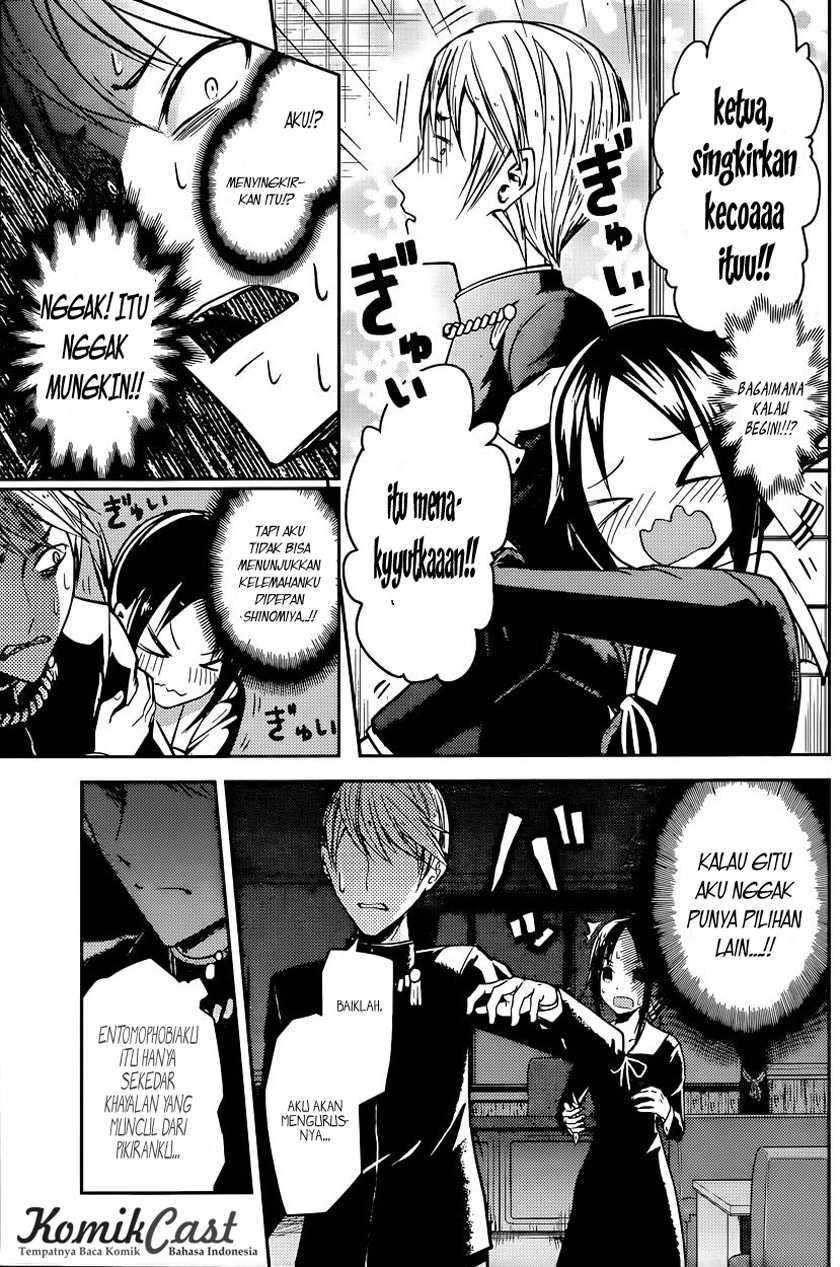 ketua,
singkirkan
kecoaaa
ituu!!
ぎゅい
ぎゅい
BAGAIMANA
KALAU
BEGINI!!!?
itu mena-
kyyutkaaan!!
AKU!?
MENYINGKIR-
KAN ITU!?
NGGAK! ITU
NGGAK
MUNGKIN!!
ぎゅい
TAPI AKU
TIDAK BISA
MENUNJUKKAN
KELEMAHANKU
DIDEPAN
SHINOMIYA...!!
ぎゅい
KALAU GITU
AKU NGGAK
PUNYA PILIHAN
LAIN....!!
BAIKLAH.
AKU AKAN
MENGURUS-
NYA...
ENTOMOPHOBIAKU
ITU HANYA
SEKEDAR
KHAYALAN YANG
MUNCUL DARI
PIKIRANKU...
KomikCast
Tempatnya Baca Komik Bahasa Indonesia